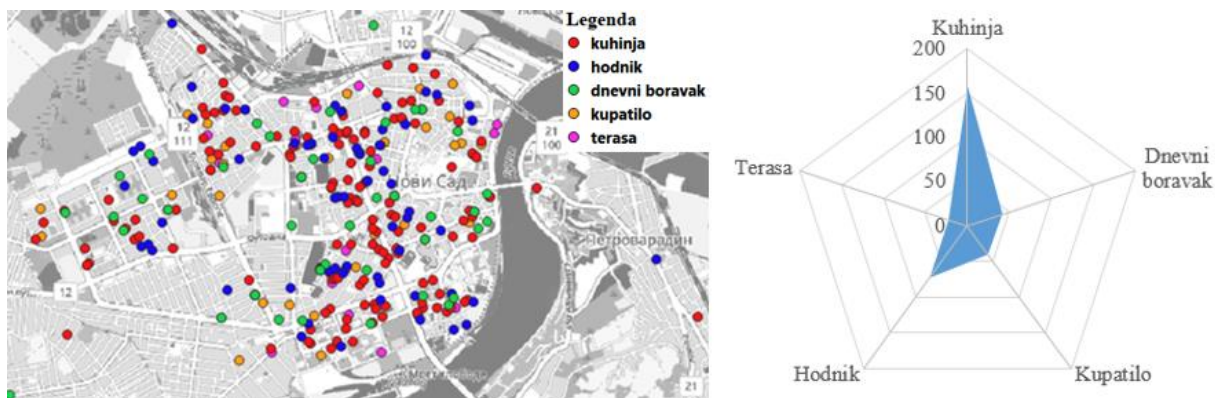 12
100
Legenda
kuhinja
hodnik
dnevni boravak
kupatilo
terasa
12
111
21
100
Нови Сад
Петроварадин
12
21
Kuhinja
200
150
100
50
0
Terasa
Dnevni
boravak
Hodnik
Kupatilo